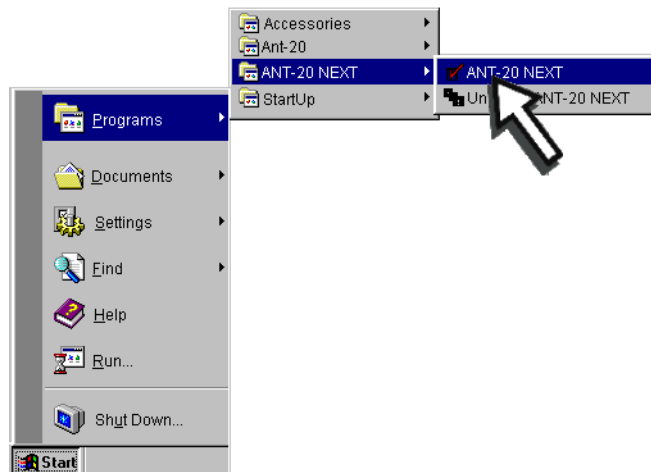 Accessories
Ant-20
ANT-20 NEXT
StartUp
ANT-20 NEXT
Un ANT-20 NEXT
Programs
Documents
Settings
Find
Help
Run...
Shut Down...
Start